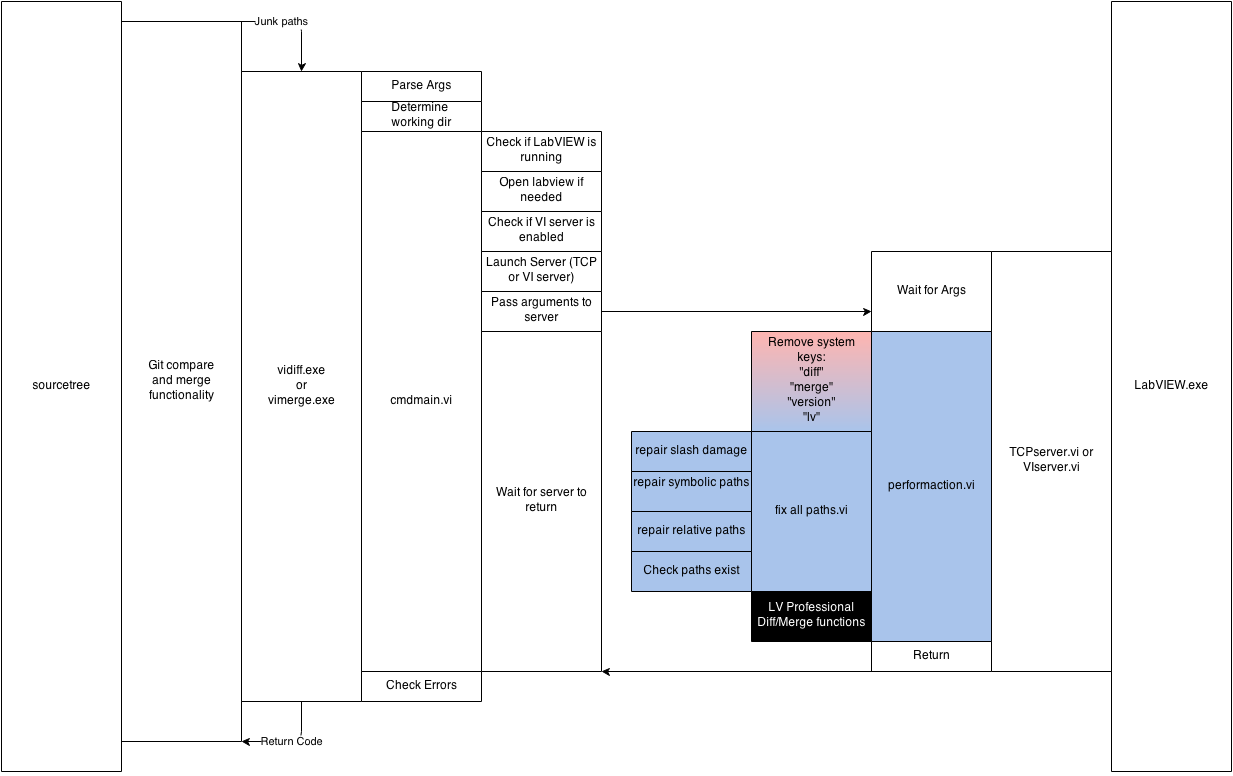 Junk paths
Parse Args
Determine
working dir
Check if LabVIEW is
running
Open labview if
needed
Check if VI server is
enabled
Launch Server (TCP
or VI server)
Pass arguments to
server
Wait for Args
Remove system
keys:
"diff"
"merge"
"version"
"lv"
sourcetree
Git compare
and merge
functionality
vidiff.exe
or
vimerge.exe
cmdmain.vi
LabVIEW.exe
Wait for server to
return
repair slash damage
repair symbolic paths
repair relative paths
Check paths exist
fix all paths.vi
performaction.vi
TCPserver.vi or
VIserver.vi
LV Professional
Diff/Merge functions
Return
Check Errors
Return Code